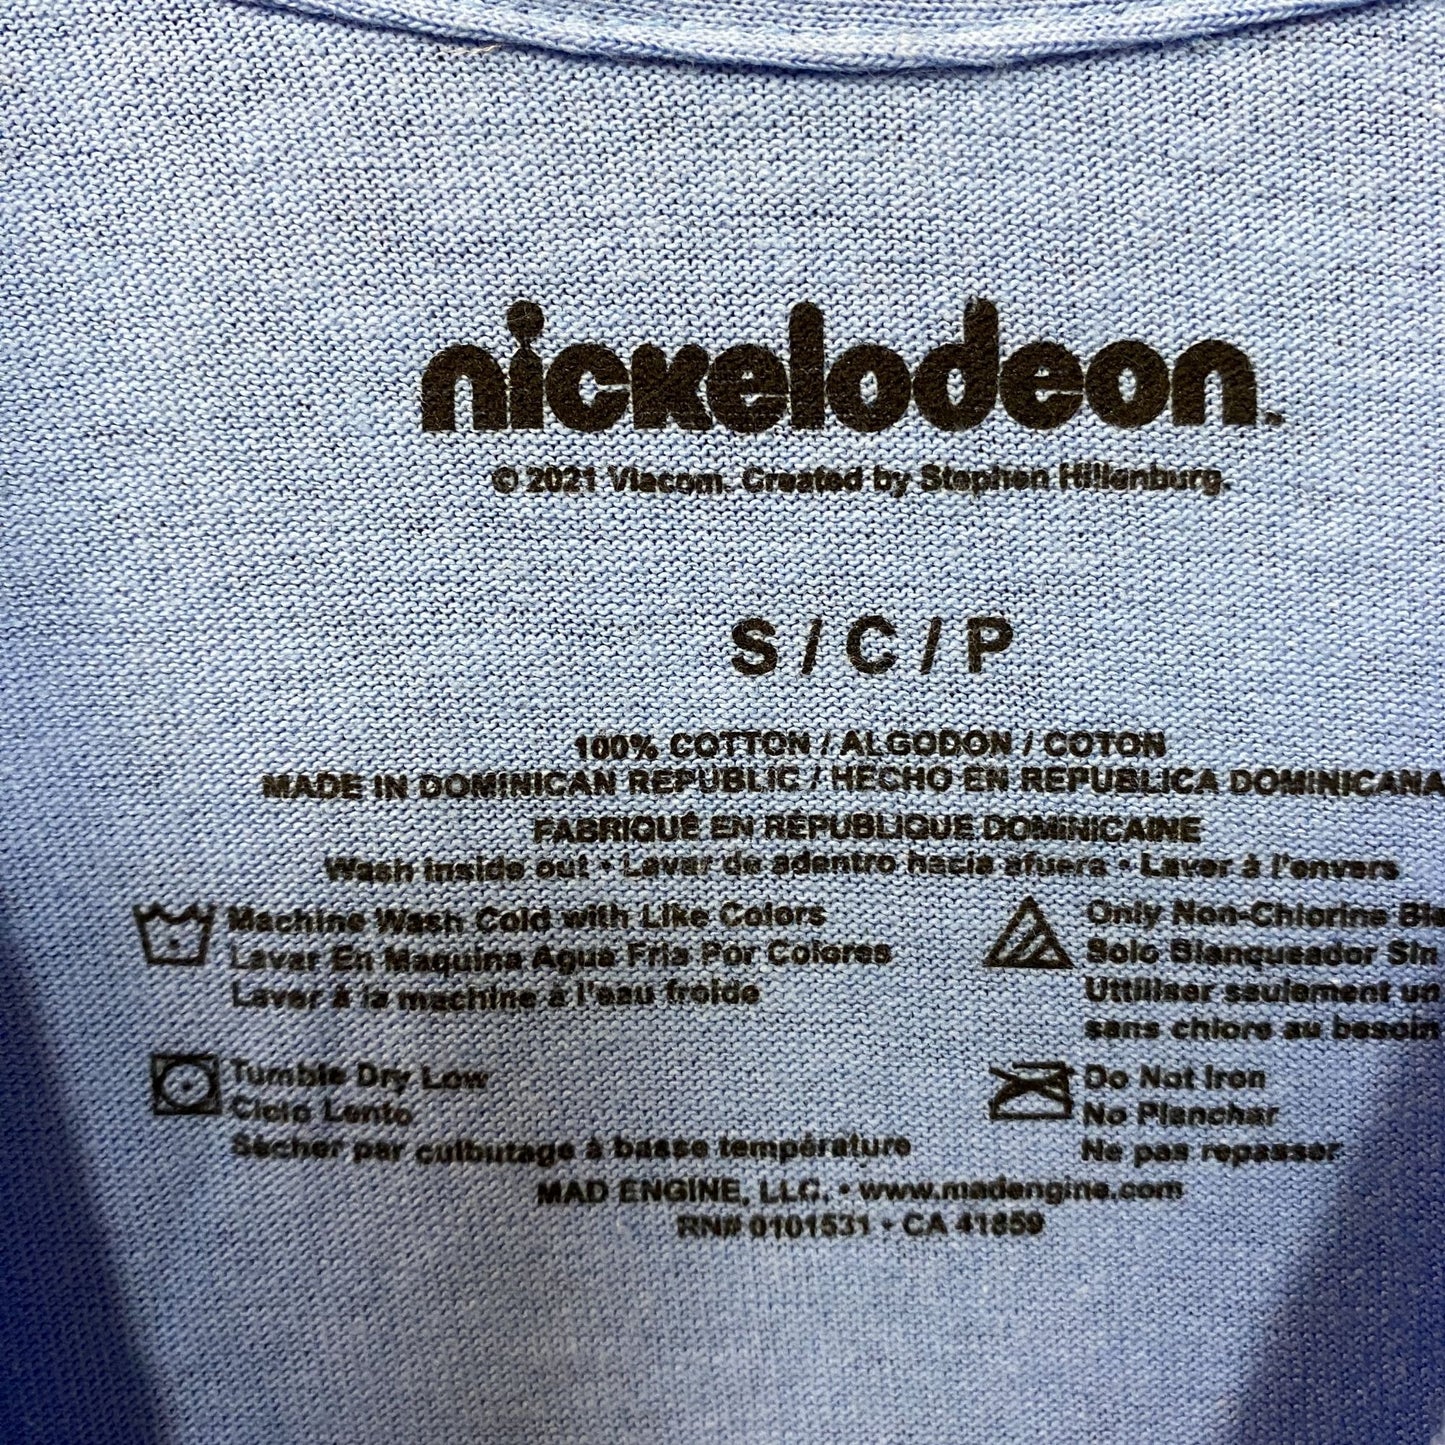 nickelodeon.
© 2021 Viacom. Created by Stephen Hillenburg.
S / C / P
100% COTTON / ALGODON / COTON
MADE IN DOMINICAN REPUBLIC / HECHO EN REPUBLICA DOMINICANA
FABRIQUÉ EN RÉPUBLIQUE DOMINICAINE
Wash inside out • Lavar de adentro hacia afuera • Laver à l'envers
Machine Wash Cold with Like Colors
Lavar En Maquina Agua Fria Por Colores
Laver à la machine à l'eau froide
Only Non-Chlorine
Solo Blanqueador Sin
Uttiliser seulement un
sans chlore au besoin
Tumble Dry Low
Ciclo Lento
Sécher par culbutage à basse température
Do Not Iron
No Planchar
Ne pas repasser
MAD ENGINE, LLC. • www.madengine.com
RN# 0101531 • CA 41859